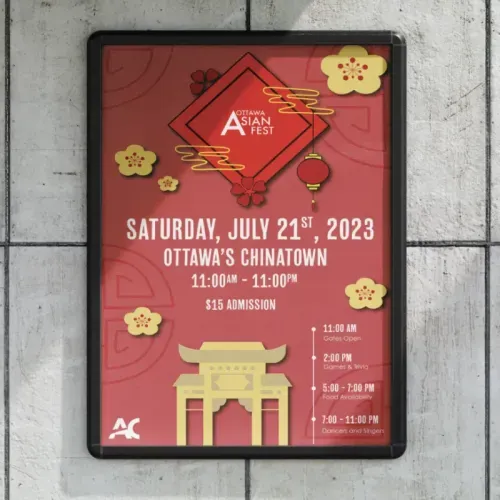 OTTAWA
ASIAN
FEST
SATURDAY, JULY 21ST, 2023
OTTAWA'S CHINATOWN
11:00AM - 11:00PM
$15 ADMISSION
11:00 AM
Gates Open
2:00 PM
Games & Trivia
5:00 - 7:00 PM
Food Availability
7:00 - 11:00 PM
Dancers and Singers
AC